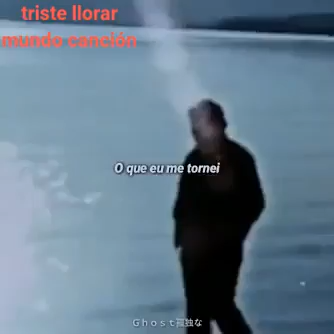 triste llorar
mundo canción
O que eu me tornei
Ghost孤独な